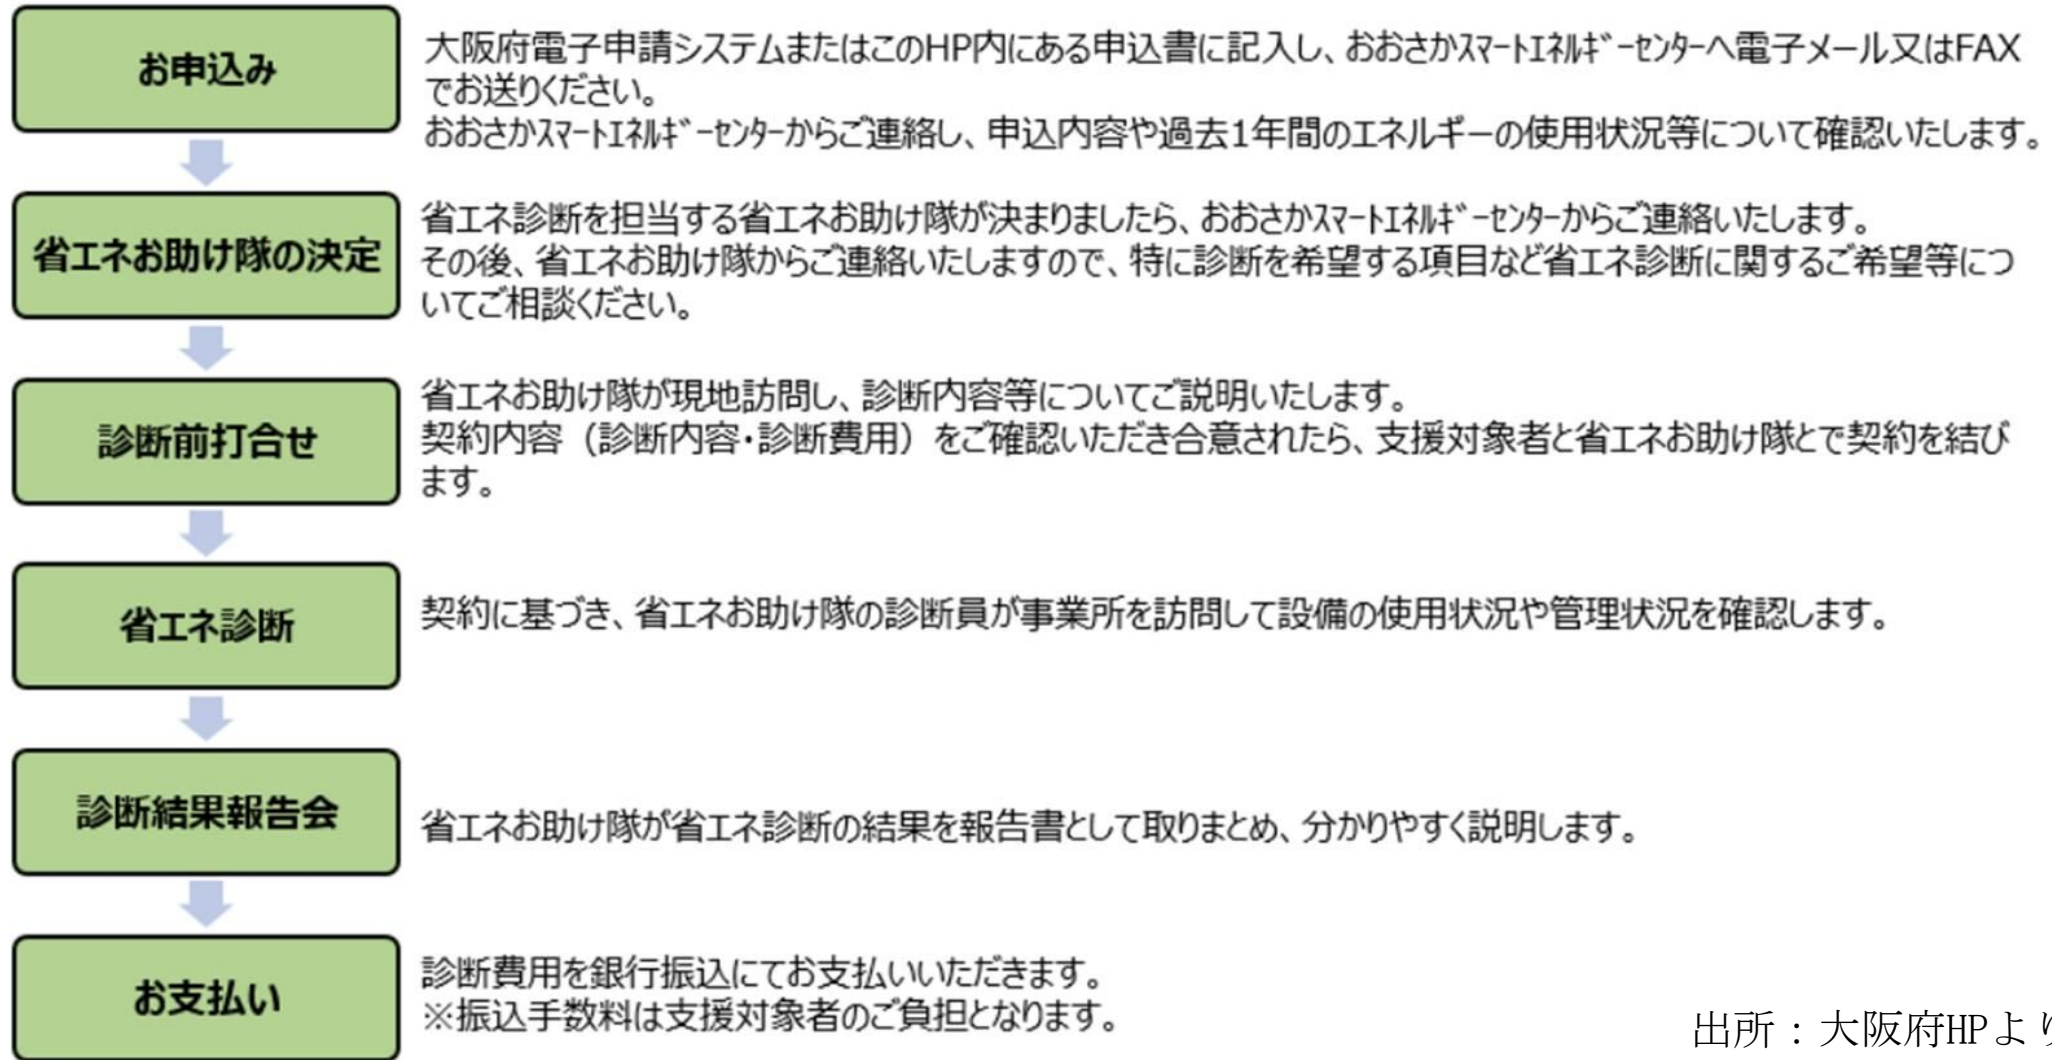 お申込み
大阪府電子申請システムまたはこのHP内にある申込書に記入し、おおさかｽﾏｰﾄｴﾈﾙｷﾞｰｾﾝﾀｰへ電子メール又はFAX
でお送りください。
おおさかｽﾏｰﾄｴﾈﾙｷﾞｰｾﾝﾀｰからご連絡し、申込内容や過去1年間のエネルギーの使用状況等について確認いたします。
省エネお助け隊の決定
省エネ診断を担当する省エネお助け隊が決まりましたら、おおさかｽﾏｰﾄｴﾈﾙｷﾞｰｾﾝﾀｰからご連絡いたします。
その後、省エネお助け隊からご連絡いたしますので、特に診断を希望する項目など省エネ診断に関するご希望等につ
いてご相談ください。
診断前打合せ
省エネお助け隊が現地訪問し、診断内容等についてご説明いたします。
契約内容（診断内容・診断費用）をご確認いただき合意されたら、支援対象者と省エネお助け隊とで契約を結び
ます。
省エネ診断
契約に基づき、省エネお助け隊の診断員が事業所を訪問して設備の使用状況や管理状況を確認します。
診断結果報告会
省エネお助け隊が省エネ診断の結果を報告書として取りまとめ、分かりやすく説明します。
お支払い
診断費用を銀行振込にてお支払いいただきます。
※振込手数料は支援対象者のご負担となります。
出所：大阪府HPより